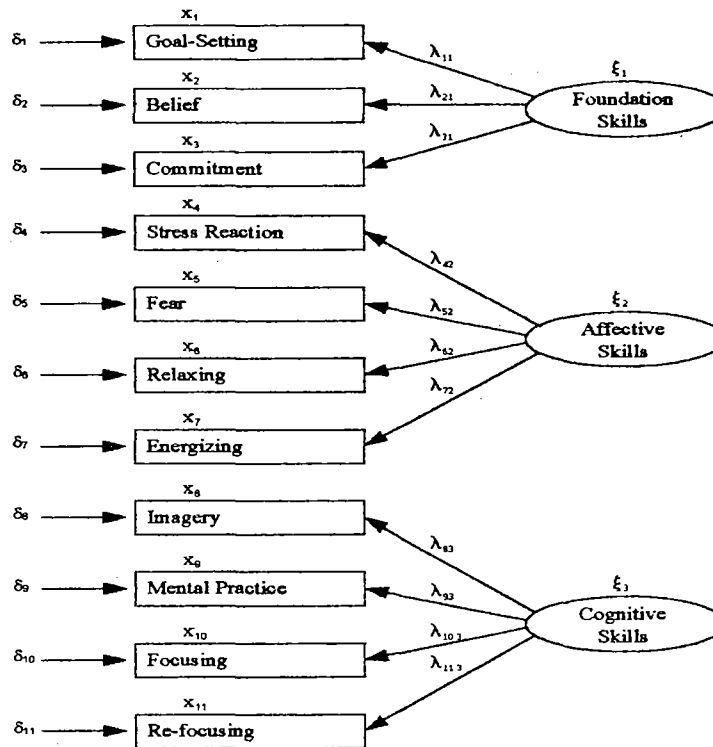 x₁
δ₁ Goal-Setting
λ₁₁
ξ₁
x₂
δ₂ Belief
λ₂₁
Foundation
Skills
x₃
λ₃₁
δ₃ Commitment
x₄
δ₄ Stress Reaction
λ₄₂
x₅
δ₅ Fear
λ₅₂
ξ₂
x₆
λ₆₂
Affective
Skills
δ₆ Relaxing
λ₇₂
x₇
δ₇ Energizing
x₈
δ₈ Imagery
λ₈₃
x₉
δ₉ Mental Practice
λ₉₃
ξ₃
x₁₀
λ₁₀ ₃
Cognitive
Skills
δ₁₀ Focusing
λ₁₁ ₃
x₁₁
δ₁₁ Re-focusing